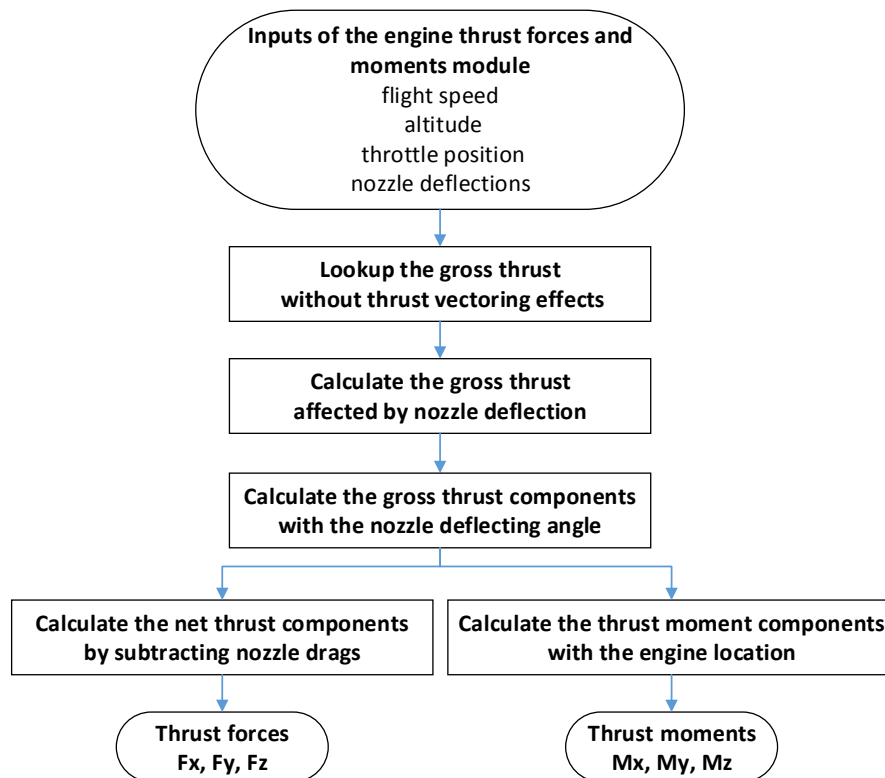 Inputs of the engine thrust forces and
moments module
flight speed
altitude
throttle position
nozzle deflections
Lookup the gross thrust
without thrust vectoring effects
Calculate the gross thrust
affected by nozzle deflection
Calculate the gross thrust components
with the nozzle deflecting angle
Calculate the net thrust components
by subtracting nozzle drags
Calculate the thrust moment components
with the engine location
Thrust forces
Fx, Fy, Fz
Thrust moments
Mx, My, Mz